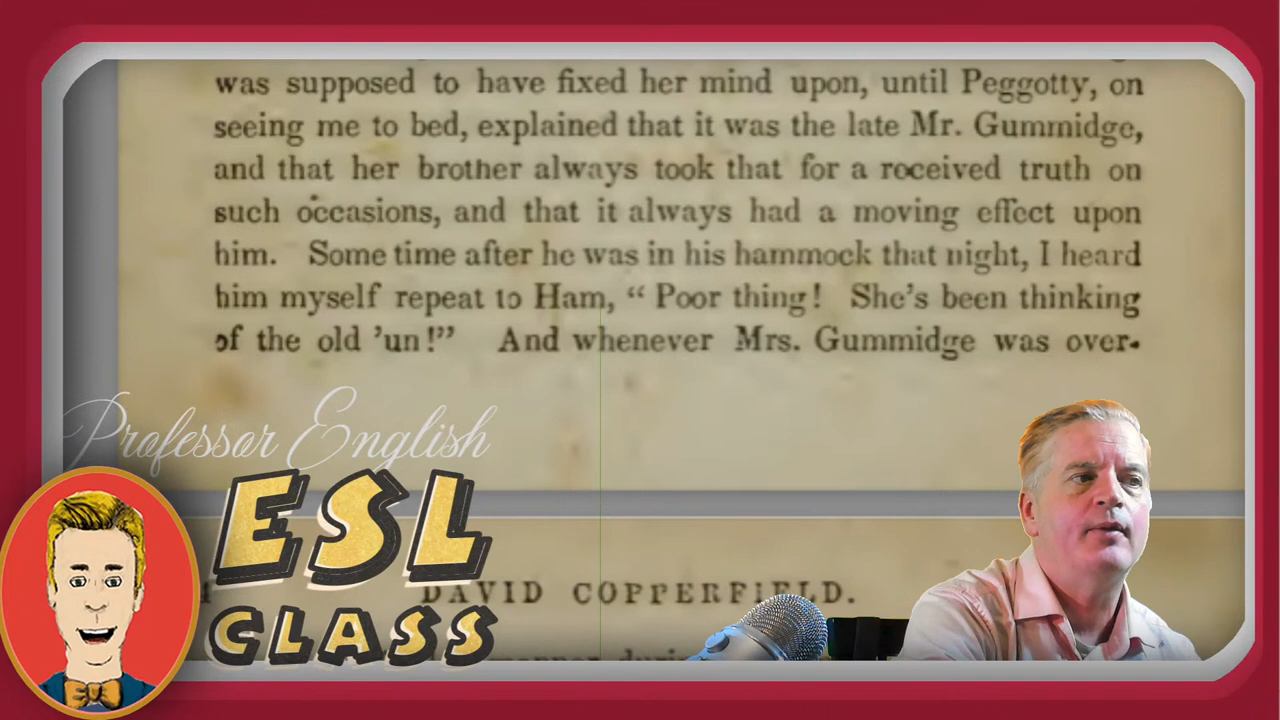 was supposed to have fixed her mind upon, until Peggotty, on
seeing me to bed, explained that it was the late Mr. Gummidge,
and that her brother always took that for a received truth on
such occasions, and that it always had a moving effect upon
him. Some time after he was in his hammock that night, I heard
him myself repeat to Ham, “ Poor thing! She's been thinking
of the old 'un!” And whenever Mrs. Gummidge was over-
Professor English
ESL
CLASS
DAVID COPPERFIELD.